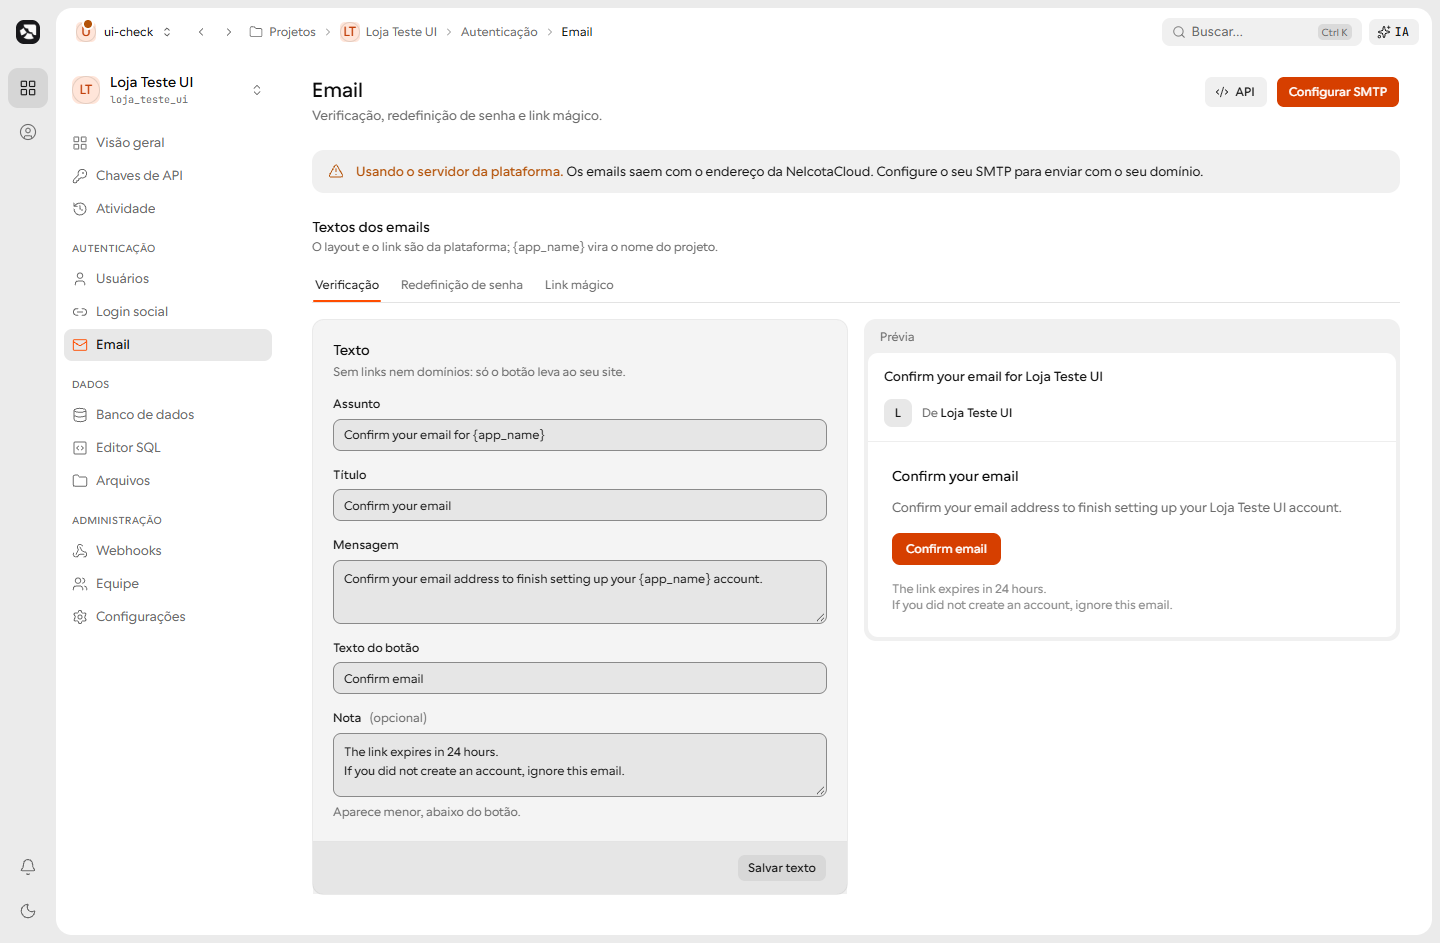 ui-check
Projetos
LT
Loja Teste UI
Autenticação
Email
Buscar...
Ctrl K
IA
LT
Loja Teste UI
loja_teste_ui
Visão geral
Chaves de API
Atividade
AUTENTICAÇÃO
Usuários
Login social
Email
DADOS
Banco de dados
Editor SQL
Arquivos
ADMINISTRAÇÃO
Webhooks
Equipe
Configurações
Email
Verificação, redefinição de senha e link mágico.
API
Configurar SMTP
Usando o servidor da plataforma. Os emails saem com o endereço da NelcotaCloud. Configure o seu SMTP para enviar com o seu domínio.
Textos dos emails
O layout e o link são da plataforma; {app_name} vira o nome do projeto.
Verificação
Redefinição de senha
Link mágico
Texto
Sem links nem domínios: só o botão leva ao seu site.
Assunto
Confirm your email for {app_name}
Título
Confirm your email
Mensagem
Confirm your email address to finish setting up your {app_name} account.
Texto do botão
Confirm email
Nota (opcional)
The link expires in 24 hours.
If you did not create an account, ignore this email.
Aparece menor, abaixo do botão.
Salvar texto
Prévia
Confirm your email for Loja Teste UI
L
De Loja Teste UI
Confirm your email
Confirm your email address to finish setting up your Loja Teste UI account.
Confirm email
The link expires in 24 hours.
If you did not create an account, ignore this email.